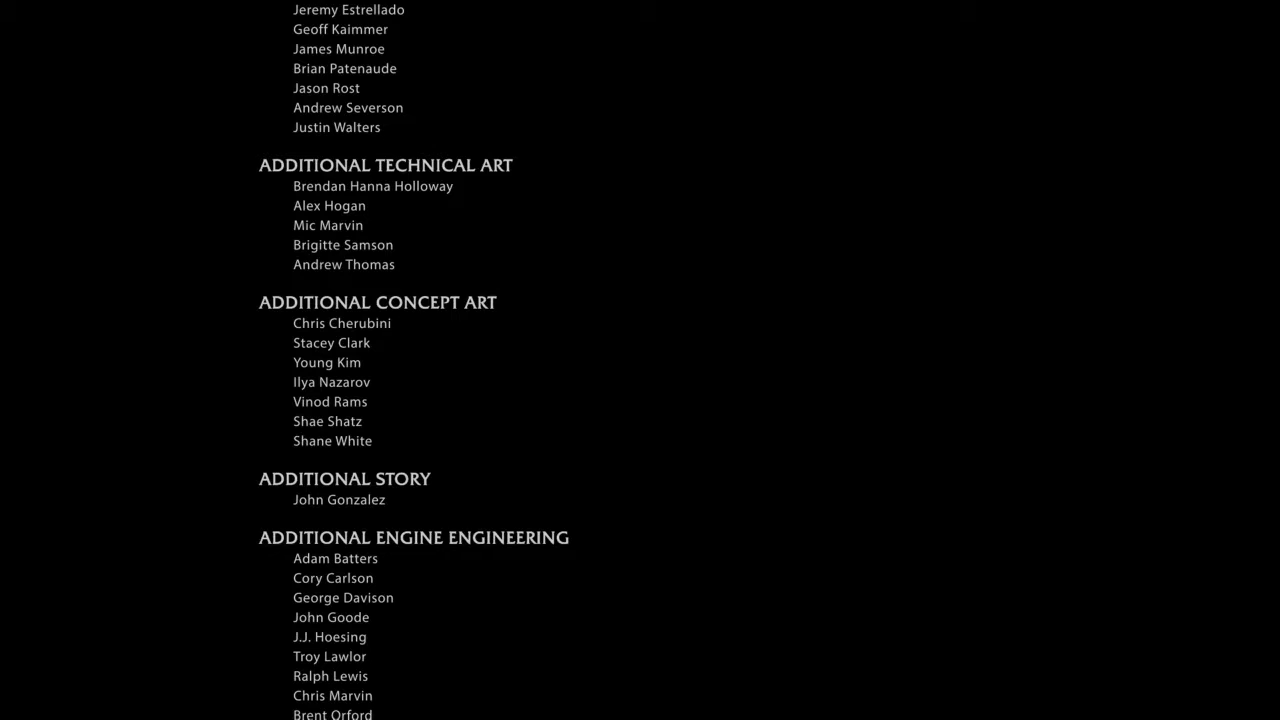 Jeremy Estrellado
Geoff Kaimmer
James Munroe
Brian Patenaude
Jason Rost
Andrew Severson
Justin Walters
ADDITIONAL TECHNICAL ART
Brendan Hanna Holloway
Alex Hogan
Mic Marvin
Brigitte Samson
Andrew Thomas
ADDITIONAL CONCEPT ART
Chris Cherubini
Stacey Clark
Young Kim
Ilya Nazarov
Vinod Rams
Shae Shatz
Shane White
ADDITIONAL STORY
John Gonzalez
ADDITIONAL ENGINE ENGINEERING
Adam Batters
Cory Carlson
George Davison
John Goode
J.J. Hoesing
Troy Lawlor
Ralph Lewis
Chris Marvin
Brent Orford